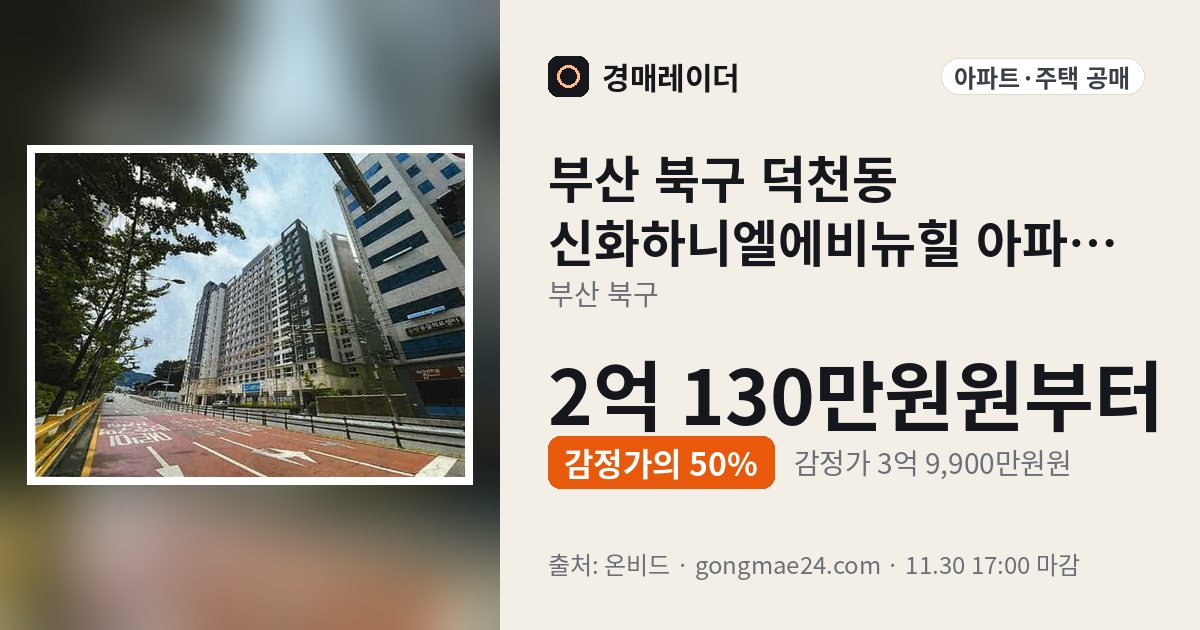 경매레이더
아파트·주택 공매
부산 북구 덕천동
신화하니엘에비뉴힐 아파…
부산 북구
2억 130만원원부터
감정가의 50%
감정가 3억 9,900만원원
출처: 온비드 · gongmae24.com · 11.30 17:00 마감